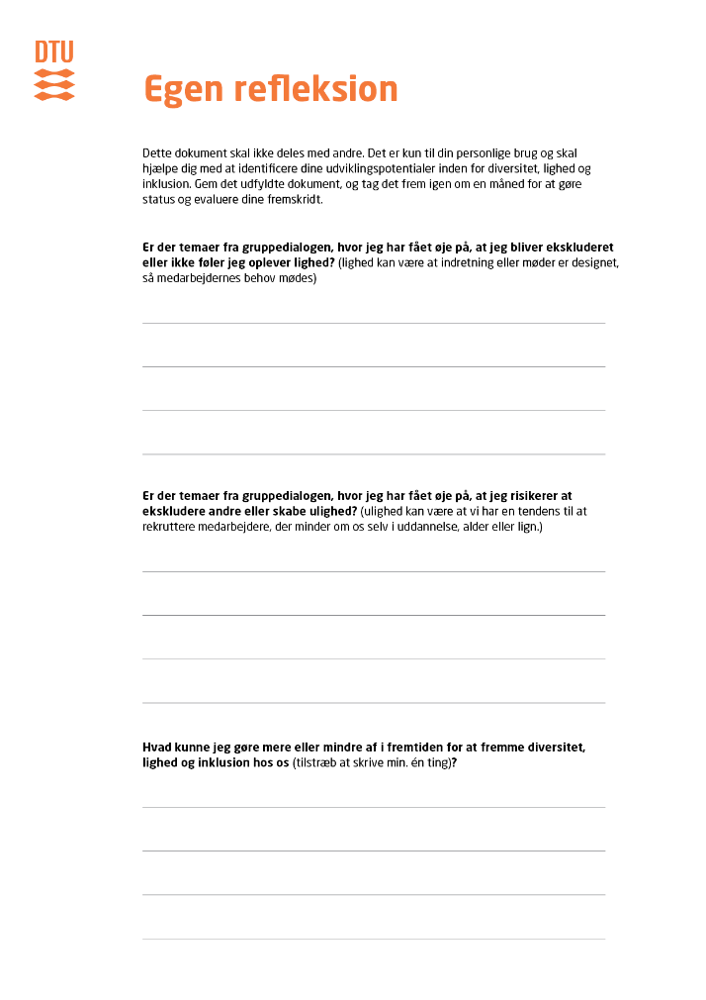 DTU
Egen refleksion
Dette dokument skal ikke deles med andre. Det er kun til din personlige brug og skal
hjælpe dig med at identificere dine udviklingspotentialer inden for diversitet, lighed og
inklusion. Gem det udfyldte dokument, og tag det frem igen om en måned for at gøre
status og evaluere dine fremskridt.
Er der temaer fra gruppedialogen, hvor jeg har fået øje på, at jeg bliver ekskluderet
eller ikke føler jeg oplever lighed? (lighed kan være at indretning eller møder er designet,
så medarbejdernes behov mødes)
Er der temaer fra gruppedialogen, hvor jeg har fået øje på, at jeg risikerer at
ekskludere andre eller skabe ulighed? (ulighed kan være at vi har en tendens til at
rekruttere medarbejdere, der minder om os selv i uddannelse, alder eller lign.)
Hvad kunne jeg gøre mere eller mindre af i fremtiden for at fremme diversitet,
lighed og inklusion hos os (tilstræb at skrive min. én ting)?